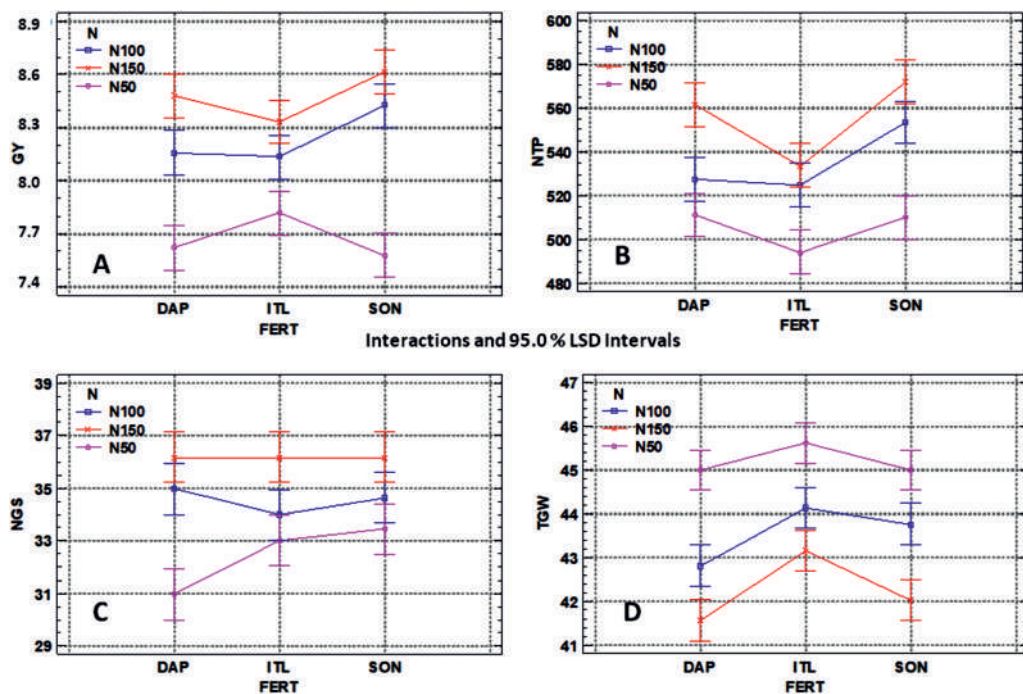 8.9
8.6
8.3
8.0
7.7
7.4
GY
N
N100
N150
N50
A
DAP
ITL
SON
FERT
600
580
560
540
520
500
480
NTP
N
N100
N150
N50
B
DAP
ITL
SON
FERT
Interactions and 95.0 % LSD Intervals
39
37
35
33
31
29
NGS
N
N100
N150
N50
C
DAP
ITL
SON
FERT
47
46
45
44
43
42
41
TGW
N
N100
N150
N50
D
DAP
ITL
SON
FERT